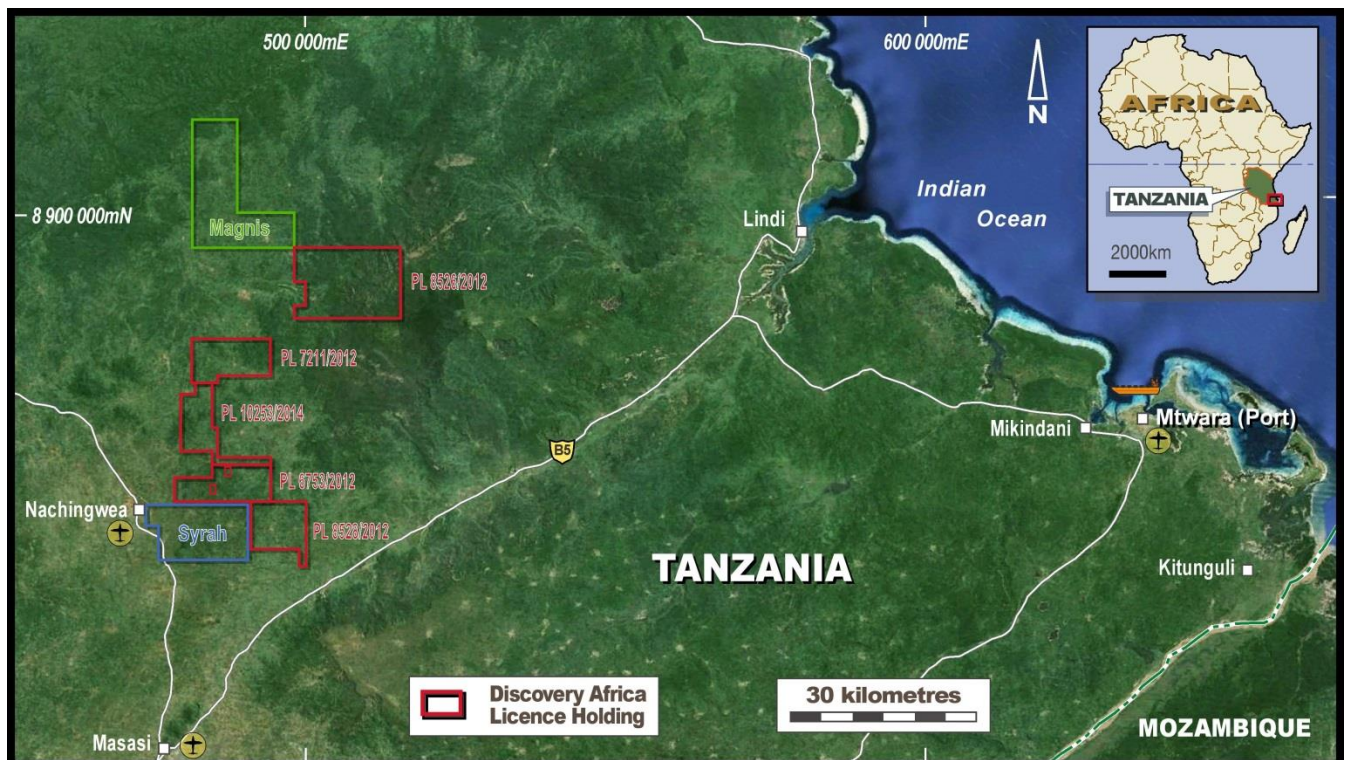 500 000mE
600 000mE
N
8 900 000mN
Magnis
PL 8526/2012
PL 7211/2012
PL 10253/2014
PL 8753/2012
PL 8528/2012
Syrah
Nachingwea
Masasi
B5
Lindi
Indian
Ocean
Mikindani
Mtwara (Port)
Kitunguli
TANZANIA
MOZAMBIQUE
AFRICA
TANZANIA
2000km
Discovery Africa
Licence Holding
30 kilometres